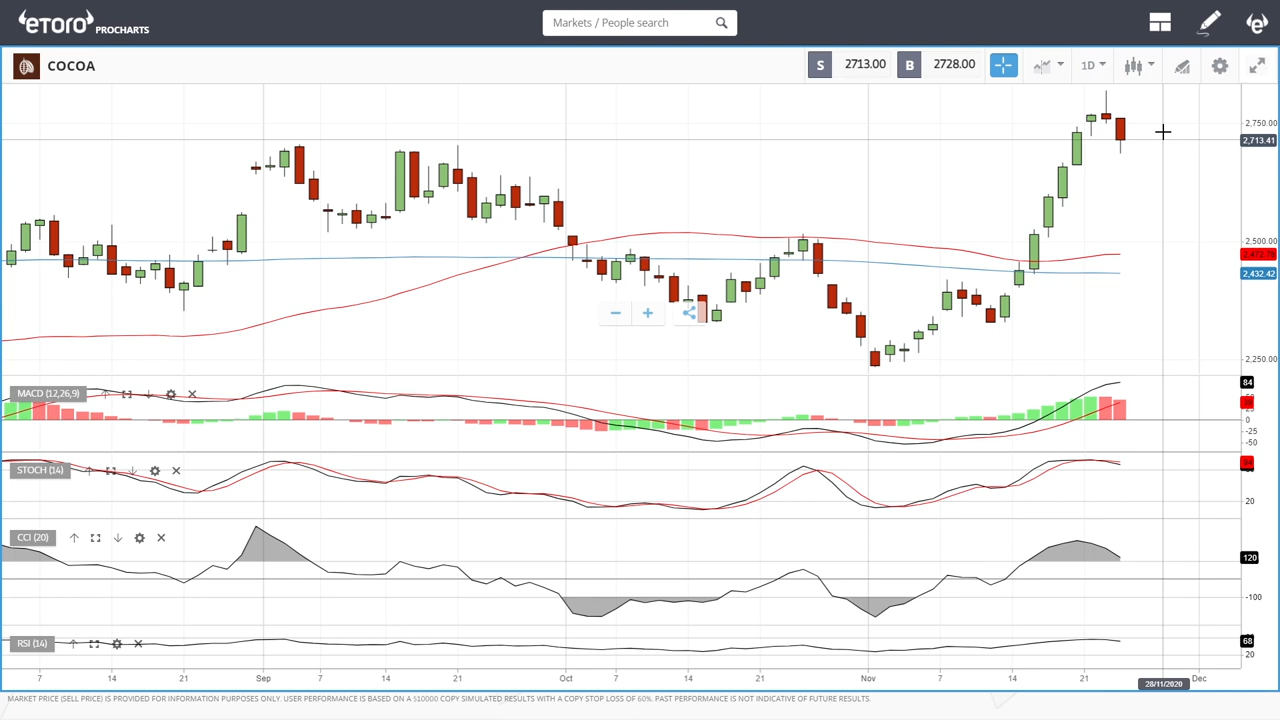 eToro PROCHARTS
Markets / People search
COCOA
S 2713.00 B 2728.00
1D
2,750.00
2,713.41
2,500.00
2,472.79
2,432.42
2,250.00
MACD (12,26,9)
84
0
-25
-50
STOCH (14)
20
CCI (20)
120
-100
RSI (14)
68
20
7 14 21 Sep 7 14 21 Oct 7 14 21 Nov 7 14 21 Dec
28/11/2020
MARKET PRICE (SELL PRICE) IS PROVIDED FOR INFORMATION PURPOSES ONLY. USER PERFORMANCE IS BASED ON A $10000 COPY SIMULATED RESULTS WITH A COPY STOP LOSS OF 60%. PAST PERFORMANCE IS NOT INDICATIVE OF FUTURE RESULTS.